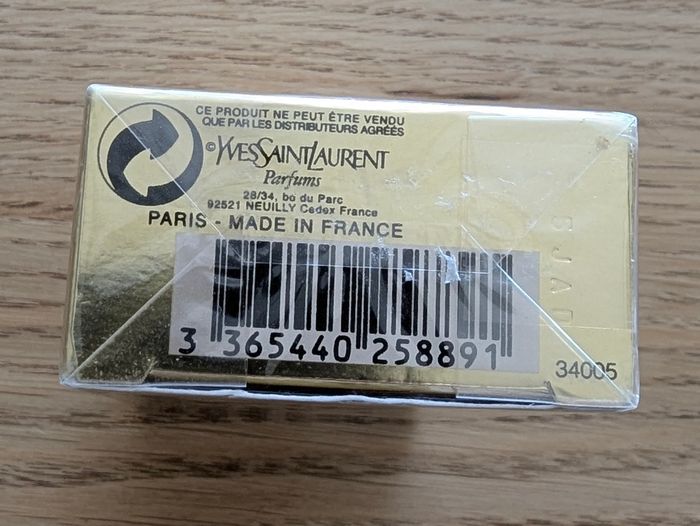 CE PRODUIT NE PEUT ÊTRE VENDU
QUE PAR LES DISTRIBUTEURS AGRÉÉS
©YVESSAINTLAURENT
Parfums
28/34, bd du Parc
92521 NEUILLY Cedex France
PARIS - MADE IN FRANCE
3 365440 258891
34005